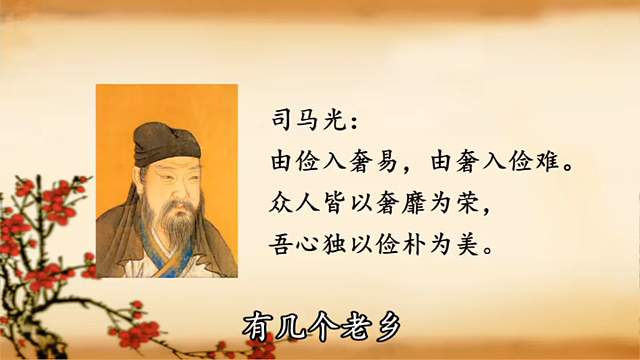 司马光：
由俭入奢易，由奢入俭难。
众人皆以奢靡为荣，
吾心独以俭朴为美。
有几个老乡